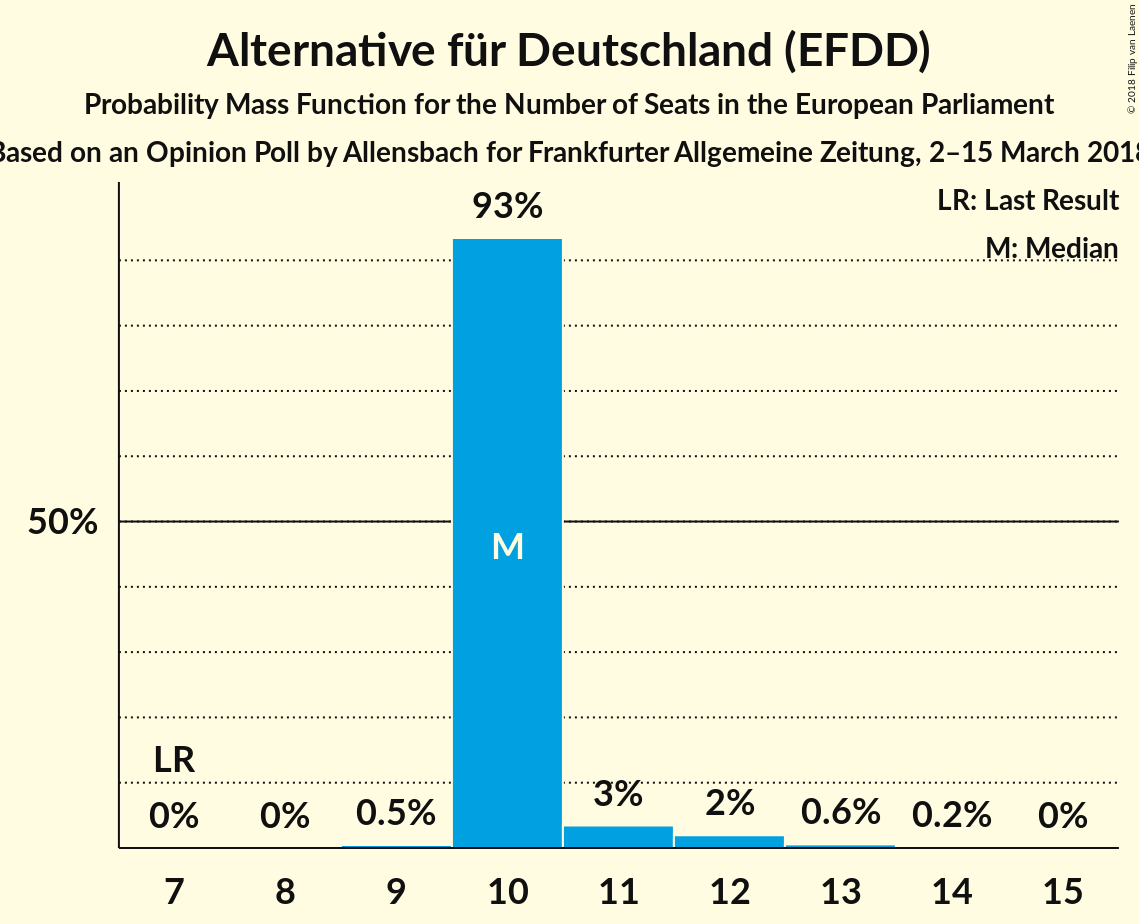 Alternative für Deutschland (EFDD)
Probability Mass Function for the Number of Seats in the European Parliament
Based on an Opinion Poll by Allensbach for Frankfurter Allgemeine Zeitung, 2–15 March 2018
© 2018 Filip van Laenen
LR: Last Result
M: Median
93%
50%
M
LR
0%
0%
0.5%
3%
2%
0.6%
0.2%
0%
7
8
9
10
11
12
13
14
15